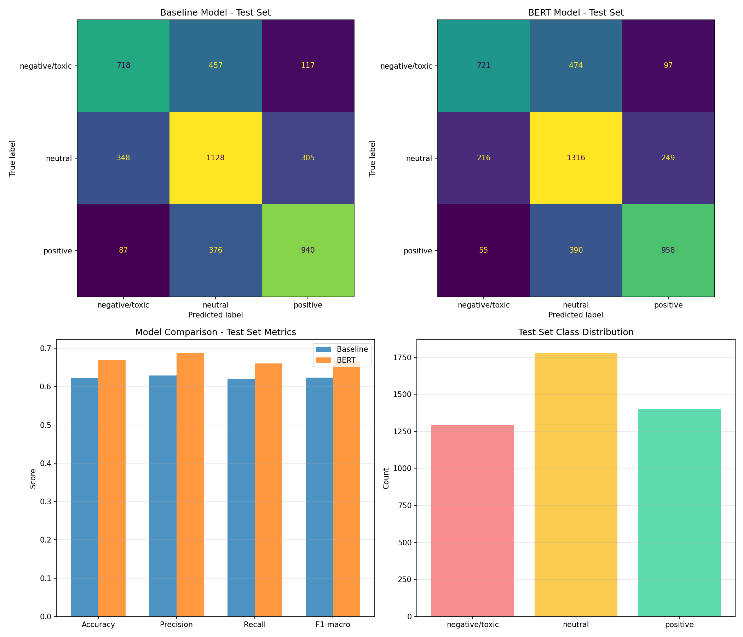 Baseline Model - Test Set
negative/toxic
neutral
positive
True label
718 457 117
348 1128 305
87 376 940
negative/toxic neutral positive
Predicted label
BERT Model - Test Set
negative/toxic
neutral
positive
True label
721 474 97
216 1316 249
55 390 958
negative/toxic neutral positive
Predicted label
Model Comparison - Test Set Metrics
Baseline
BERT
Score
0.7
0.6
0.5
0.4
0.3
0.2
0.1
0.0
Accuracy Precision Recall F1-macro
Test Set Class Distribution
Count
1750
1500
1250
1000
750
500
250
0
negative/toxic neutral positive